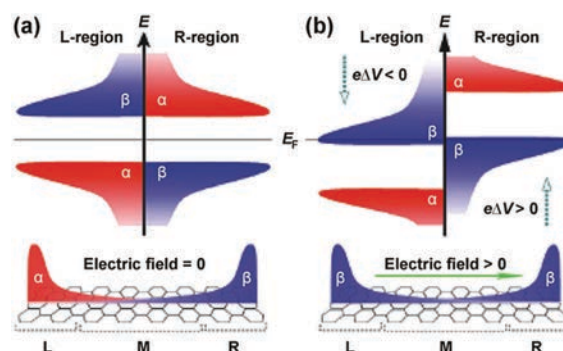 (a)
E
L-region
R-region
β
α
α
β
E_F
Electric field = 0
α
β
L
M
R
(b)
E
L-region
R-region
eΔV < 0
α
β
β
α
eΔV > 0
Electric field > 0
β
β
L
M
R